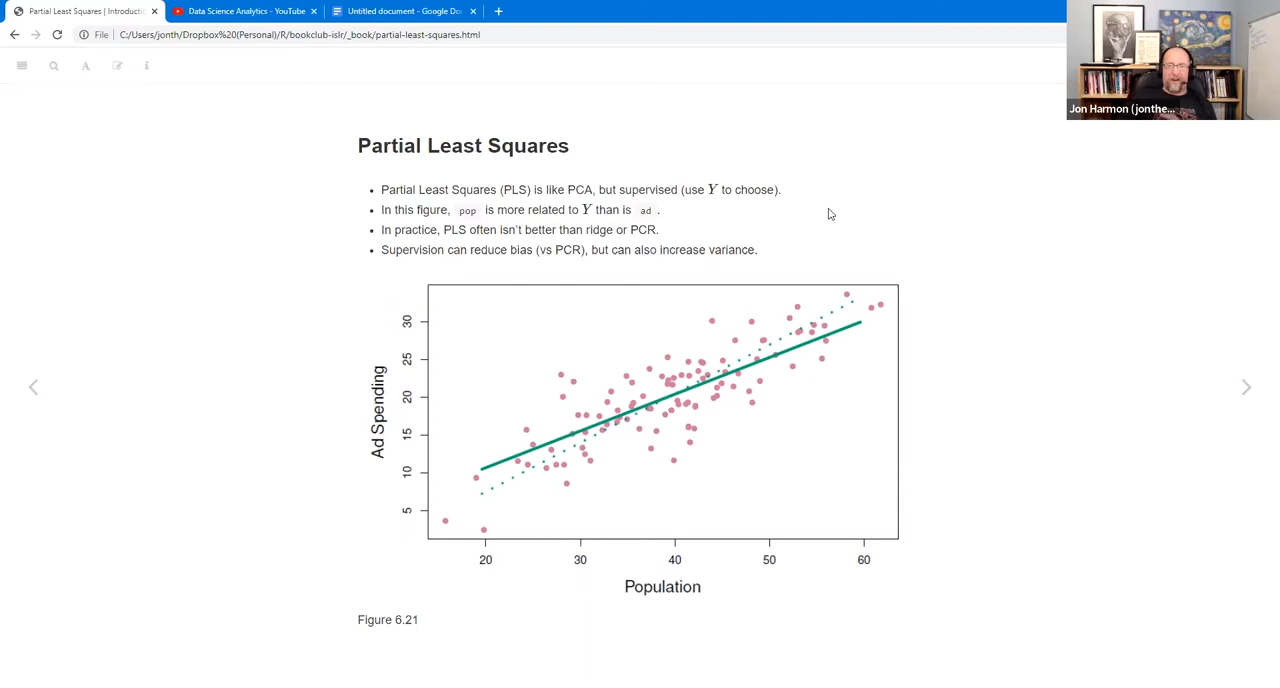 Partial Least Squares | Introducti
Data Science Analytics - YouTube
Untitled document - Google Doc
File
C:/Users/jonth/Dropbox%20(Personal)/R/bookclub-islr/_book/partial-least-squares.html
Jon Harmon (jonthe...
Partial Least Squares
• Partial Least Squares (PLS) is like PCA, but supervised (use Y to choose).
• In this figure, pop is more related to Y than is ad .
• In practice, PLS often isn't better than ridge or PCR.
• Supervision can reduce bias (vs PCR), but can also increase variance.
30
25
20
15
10
5
Ad Spending
20 30 40 50 60
Population
Figure 6.21